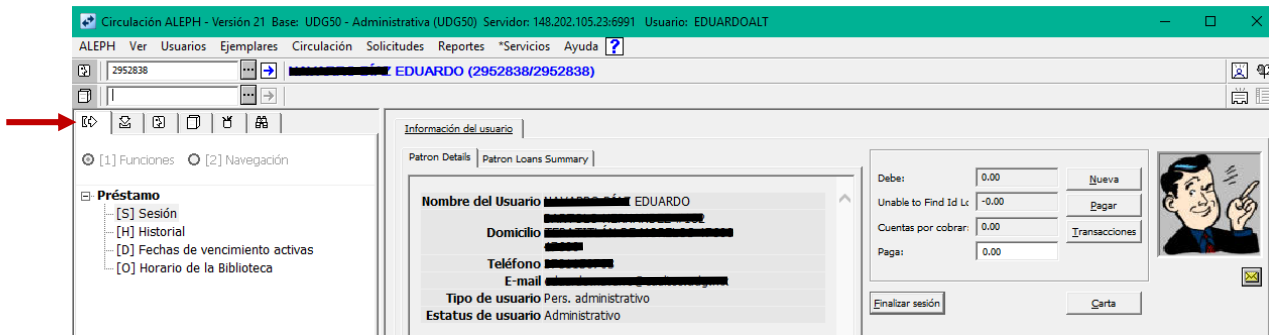 Circulación ALEPH - Versión 21 Base: UDG50 - Administrativa (UDG50) Servidor: 148.202.105.23:6991 Usuario: EDUARDOALT
ALEPH Ver Usuarios Ejemplares Circulación Solicitudes Reportes *Servicios Ayuda ?
2952838 ... EDUARDO (2952838/2952838)
...
Información del usuario
[1] Funciones [2] Navegación
Patron Details Patron Loans Summary
Préstamo
[S] Sesión
[H] Historial
[D] Fechas de vencimiento activas
[O] Horario de la Biblioteca
Nombre del Usuario EDUARDO
Domicilio
Teléfono
E-mail
Tipo de usuario Pers. administrativo
Estatus de usuario Administrativo
Debe: 0.00 Nueva
Unable to Find Id Lc -0.00 Pagar
Cuentas por cobrar: 0.00 Transacciones
Paga: 0.00
Finalizar sesión Carta